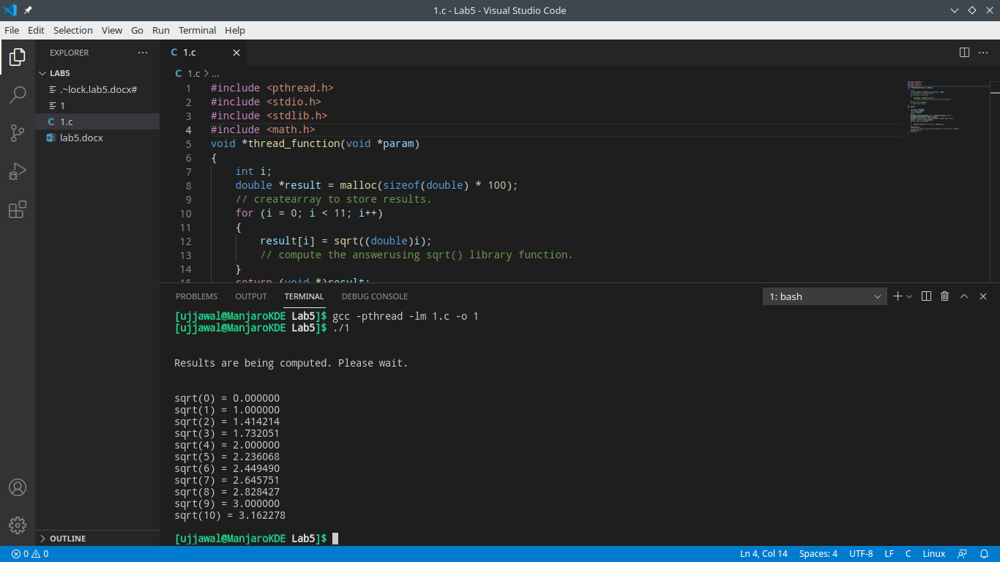 1.c - Lab5 - Visual Studio Code
File Edit Selection View Go Run Terminal Help
EXPLORER
LAB5
.~lock.lab5.docx#
1
C 1.c
lab5.docx
OUTLINE
C 1.c
C 1.c > ...
1 #include <pthread.h>
2 #include <stdio.h>
3 #include <stdlib.h>
4 #include <math.h>
5 void *thread_function(void *param)
6 {
7 int i;
8 double *result = malloc(sizeof(double) * 100);
9 // createarray to store results.
10 for (i = 0; i < 11; i++)
11 {
12 result[i] = sqrt((double)i);
13 // compute the answerusing sqrt() library function.
14 }
15 return (void *)result;
PROBLEMS OUTPUT TERMINAL DEBUG CONSOLE
1: bash
[ujjawal@ManjaroKDE Lab5]$ gcc -pthread -lm 1.c -o 1
[ujjawal@ManjaroKDE Lab5]$ ./1
Results are being computed. Please wait.
sqrt(0) = 0.000000
sqrt(1) = 1.000000
sqrt(2) = 1.414214
sqrt(3) = 1.732051
sqrt(4) = 2.000000
sqrt(5) = 2.236068
sqrt(6) = 2.449490
sqrt(7) = 2.645751
sqrt(8) = 2.828427
sqrt(9) = 3.000000
sqrt(10) = 3.162278
[ujjawal@ManjaroKDE Lab5]$
0 0
Ln 4, Col 14 Spaces: 4 UTF-8 LF C Linux